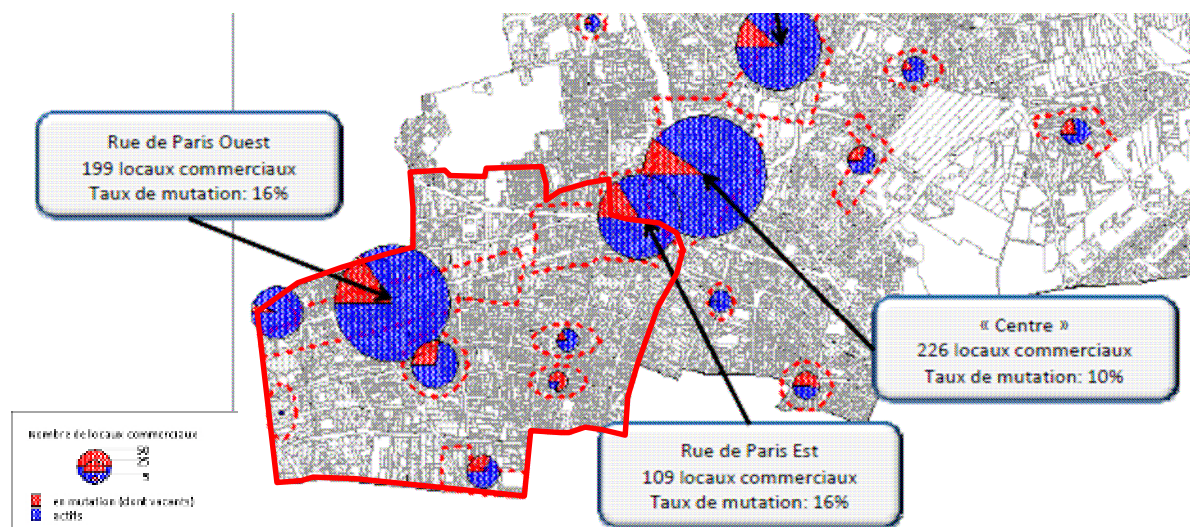 Rue de Paris Ouest
199 locaux commerciaux
Taux de mutation: 16%
« Centre »
226 locaux commerciaux
Taux de mutation: 10%
Rue de Paris Est
109 locaux commerciaux
Taux de mutation: 16%
Nombre de locaux commerciaux
en mutation (dont vacants)
actifs